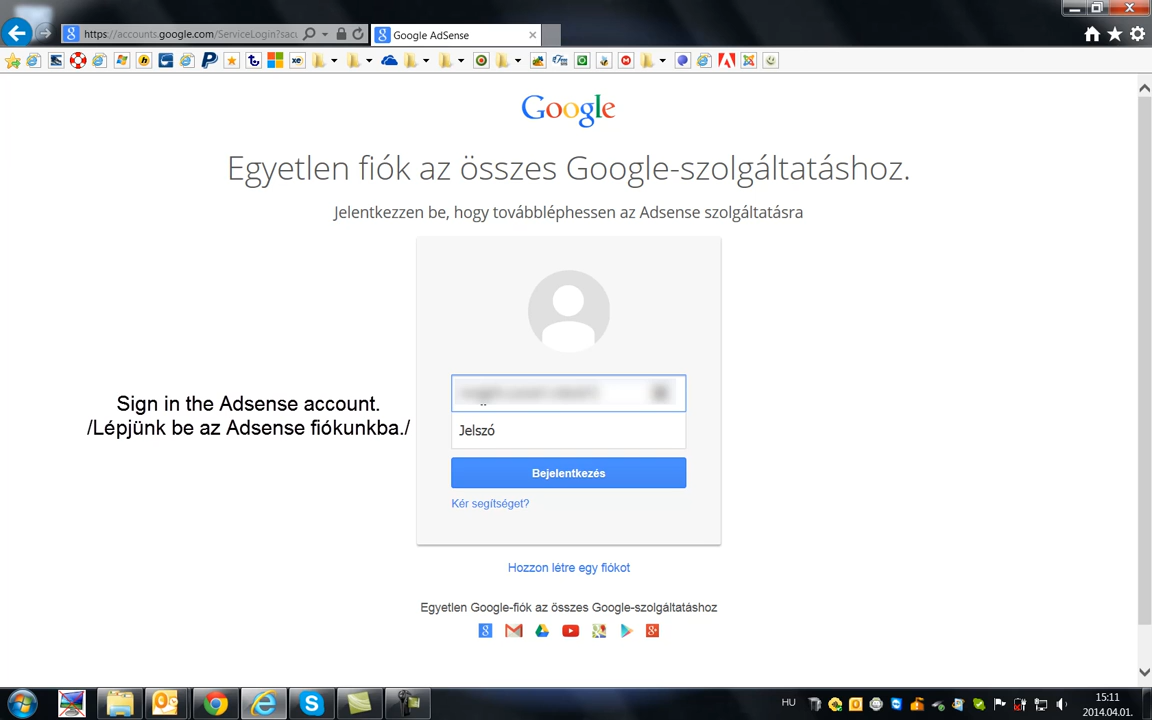 https://accounts.google.com/ServiceLogin?sacu
Google AdSense
Google
Egyetlen fiók az összes Google-szolgáltatáshoz.
Jelentkezzen be, hogy továbbléphessen az Adsense szolgáltatásra
Sign in the Adsense account.
/Lépjünk be az Adsense fiókunkba./
Jelszó
Bejelentkezés
Kér segítséget?
Hozzon létre egy fiókot
Egyetlen Google-fiók az összes Google-szolgáltatáshoz
HU
15:11
2014.04.01.